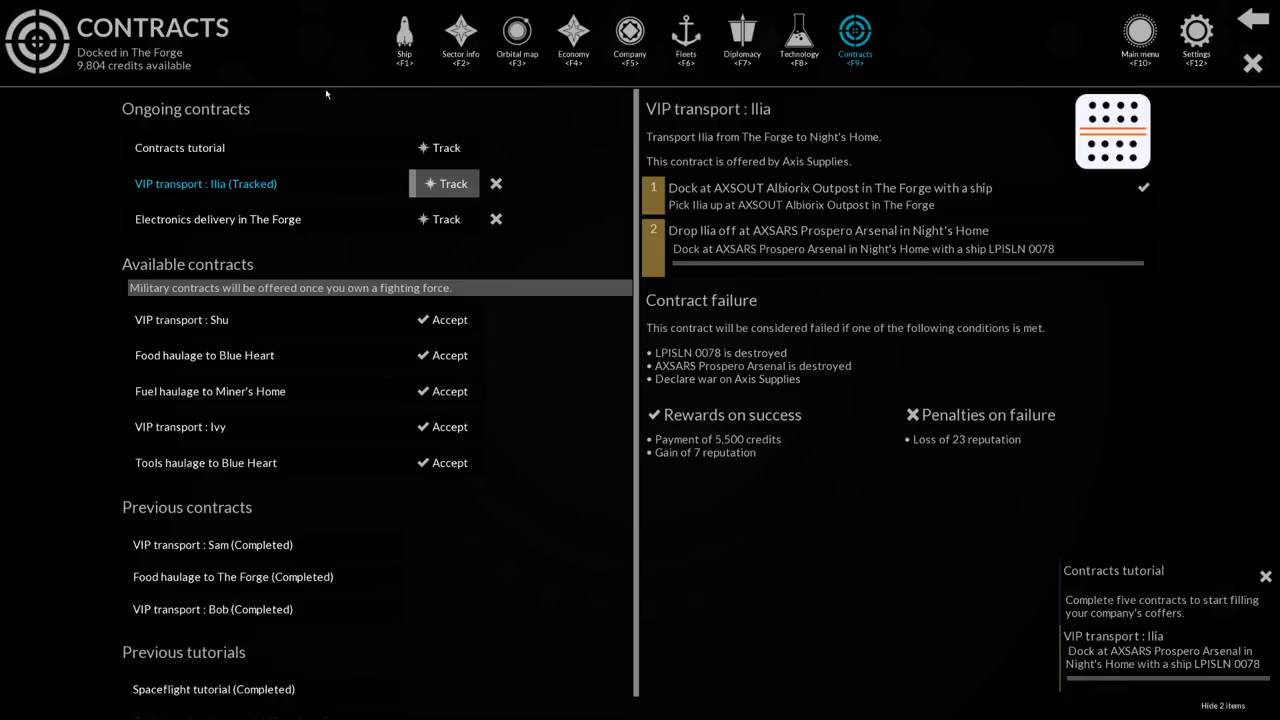 CONTRACTS
Docked in The Forge
9,804 credits available
Ship
<F1>
Sector info
<F2>
Orbital map
<F3>
Economy
<F4>
Company
<F5>
Fleets
<F6>
Diplomacy
<F7>
Technology
<F8>
Contracts
<F9>
Main menu
<F10>
Settings
<F12>
Ongoing contracts
Contracts tutorial Track
VIP transport : Ilia (Tracked) Track
Electronics delivery in The Forge Track
Available contracts
Military contracts will be offered once you own a fighting force.
VIP transport : Shu Accept
Food haulage to Blue Heart Accept
Fuel haulage to Miner's Home Accept
VIP transport : Ivy Accept
Tools haulage to Blue Heart Accept
Previous contracts
VIP transport : Sam (Completed)
Food haulage to The Forge (Completed)
VIP transport : Bob (Completed)
Previous tutorials
Spaceflight tutorial (Completed)
VIP transport : Ilia
Transport Ilia from The Forge to Night's Home.
This contract is offered by Axis Supplies.
1 Dock at AXSOUT Albiorix Outpost in The Forge with a ship
Pick Ilia up at AXSOUT Albiorix Outpost in The Forge
2 Drop Ilia off at AXSARS Prospero Arsenal in Night's Home
Dock at AXSARS Prospero Arsenal in Night's Home with a ship LPISLN 0078
Contract failure
This contract will be considered failed if one of the following conditions is met.
• LPISLN 0078 is destroyed
• AXSARS Prospero Arsenal is destroyed
• Declare war on Axis Supplies
Rewards on success
• Payment of 5,500 credits
• Gain of 7 reputation
Penalties on failure
• Loss of 23 reputation
Contracts tutorial
Complete five contracts to start filling
your company's coffers.
VIP transport : Ilia
Dock at AXSARS Prospero Arsenal in
Night's Home with a ship LPISLN 0078
Hide 2 items